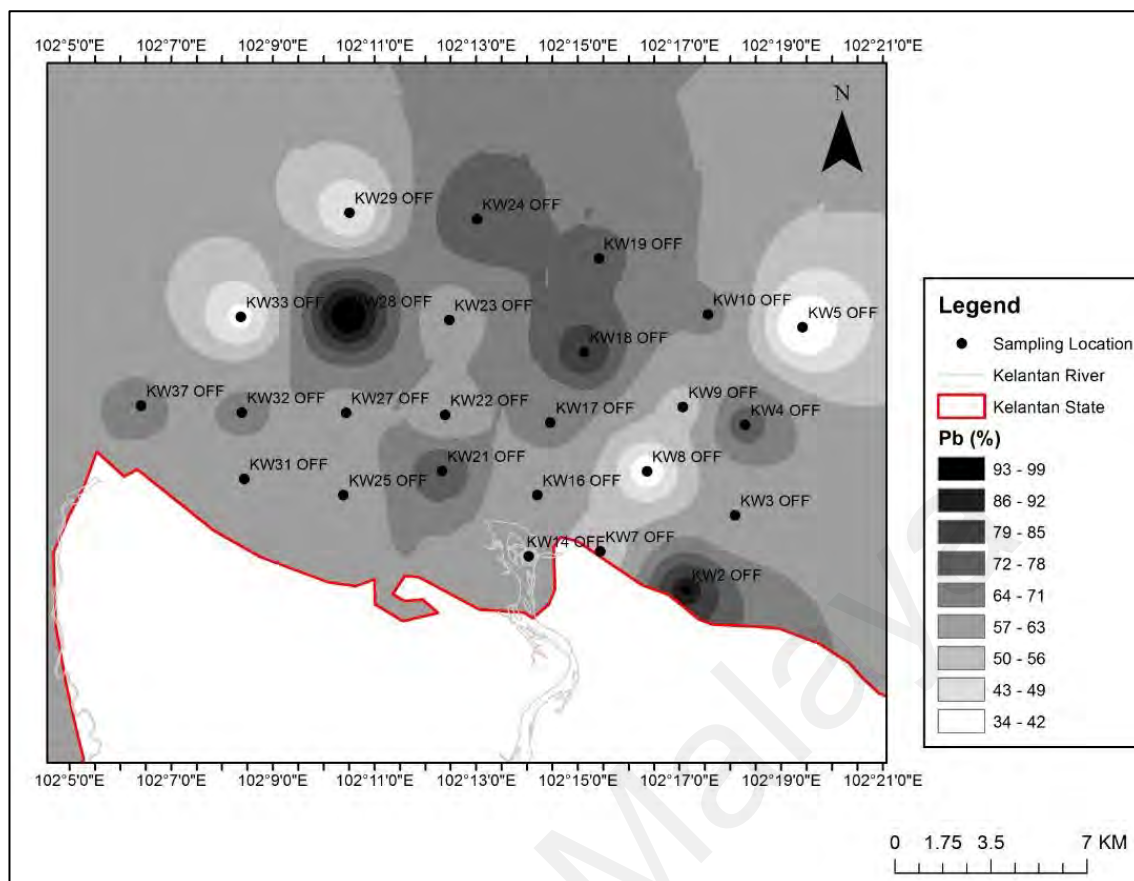 102°5'0"E 102°7'0"E 102°9'0"E 102°11'0"E 102°13'0"E 102°15'0"E 102°17'0"E 102°19'0"E 102°21'0"E
N
KW29 OFF
KW24 OFF
KW19 OFF
KW33 OFF
KW28 OFF
KW23 OFF
KW10 OFF
KW5 OFF
KW18 OFF
KW37 OFF
KW32 OFF
KW27 OFF
KW22 OFF
KW17 OFF
KW9 OFF
KW4 OFF
KW31 OFF
KW25 OFF
KW21 OFF
KW16 OFF
KW8 OFF
KW3 OFF
KW14 OFF
KW7 OFF
KW2 OFF
102°5'0"E 102°7'0"E 102°9'0"E 102°11'0"E 102°13'0"E 102°15'0"E 102°17'0"E 102°19'0"E 102°21'0"E
Legend
Sampling Location
Kelantan River
Kelantan State
Pb (%)
93 - 99
86 - 92
79 - 85
72 - 78
64 - 71
57 - 63
50 - 56
43 - 49
34 - 42
0 1.75 3.5 7 KM
Malaya